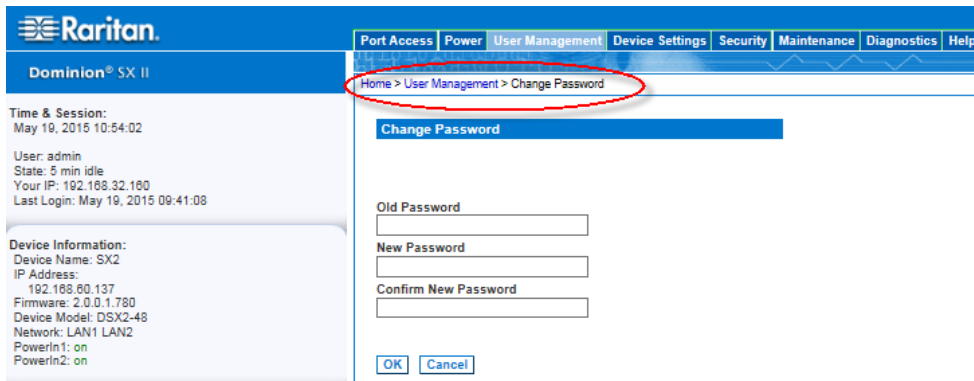 Raritan.
Dominion® SX II
Time & Session:
May 19, 2015 10:54:02
User: admin
State: 5 min idle
Your IP: 192.168.32.160
Last Login: May 19, 2015 09:41:08
Device Information:
Device Name: SX2
IP Address:
192.168.60.137
Firmware: 2.0.0.1.780
Device Model: DSX2-48
Network: LAN1 LAN2
PowerIn1: on
PowerIn2: on
Port Access Power User Management Device Settings Security Maintenance Diagnostics Help
Home > User Management > Change Password
Change Password
Old Password
New Password
Confirm New Password
OK Cancel